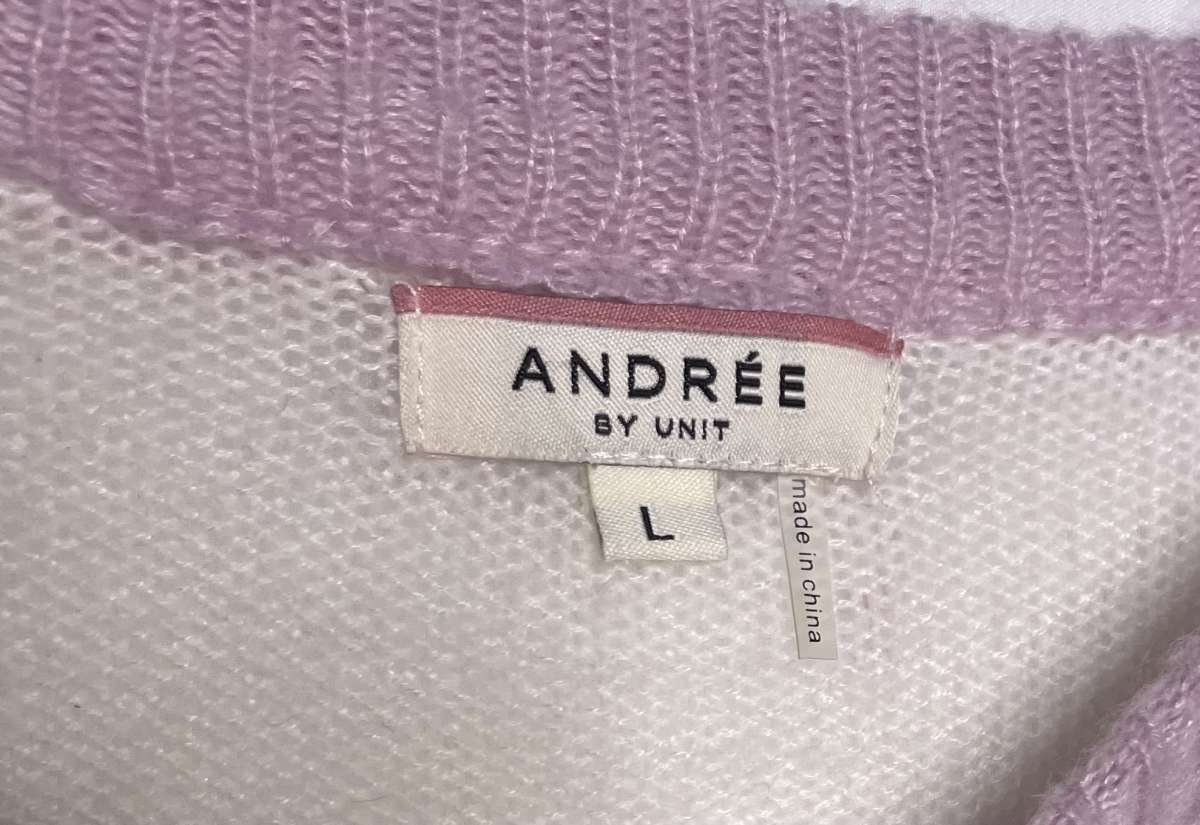 ANDRÉE
BY UNIT
L
made in china